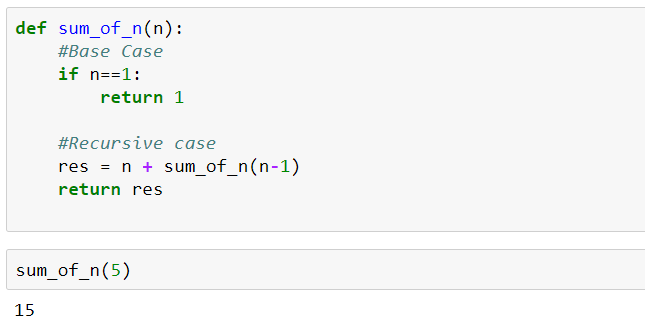 def sum_of_n(n):
    #Base Case
    if n==1:
        return 1
    #Recursive case
    res = n + sum_of_n(n-1)
    return res
sum_of_n(5)
15